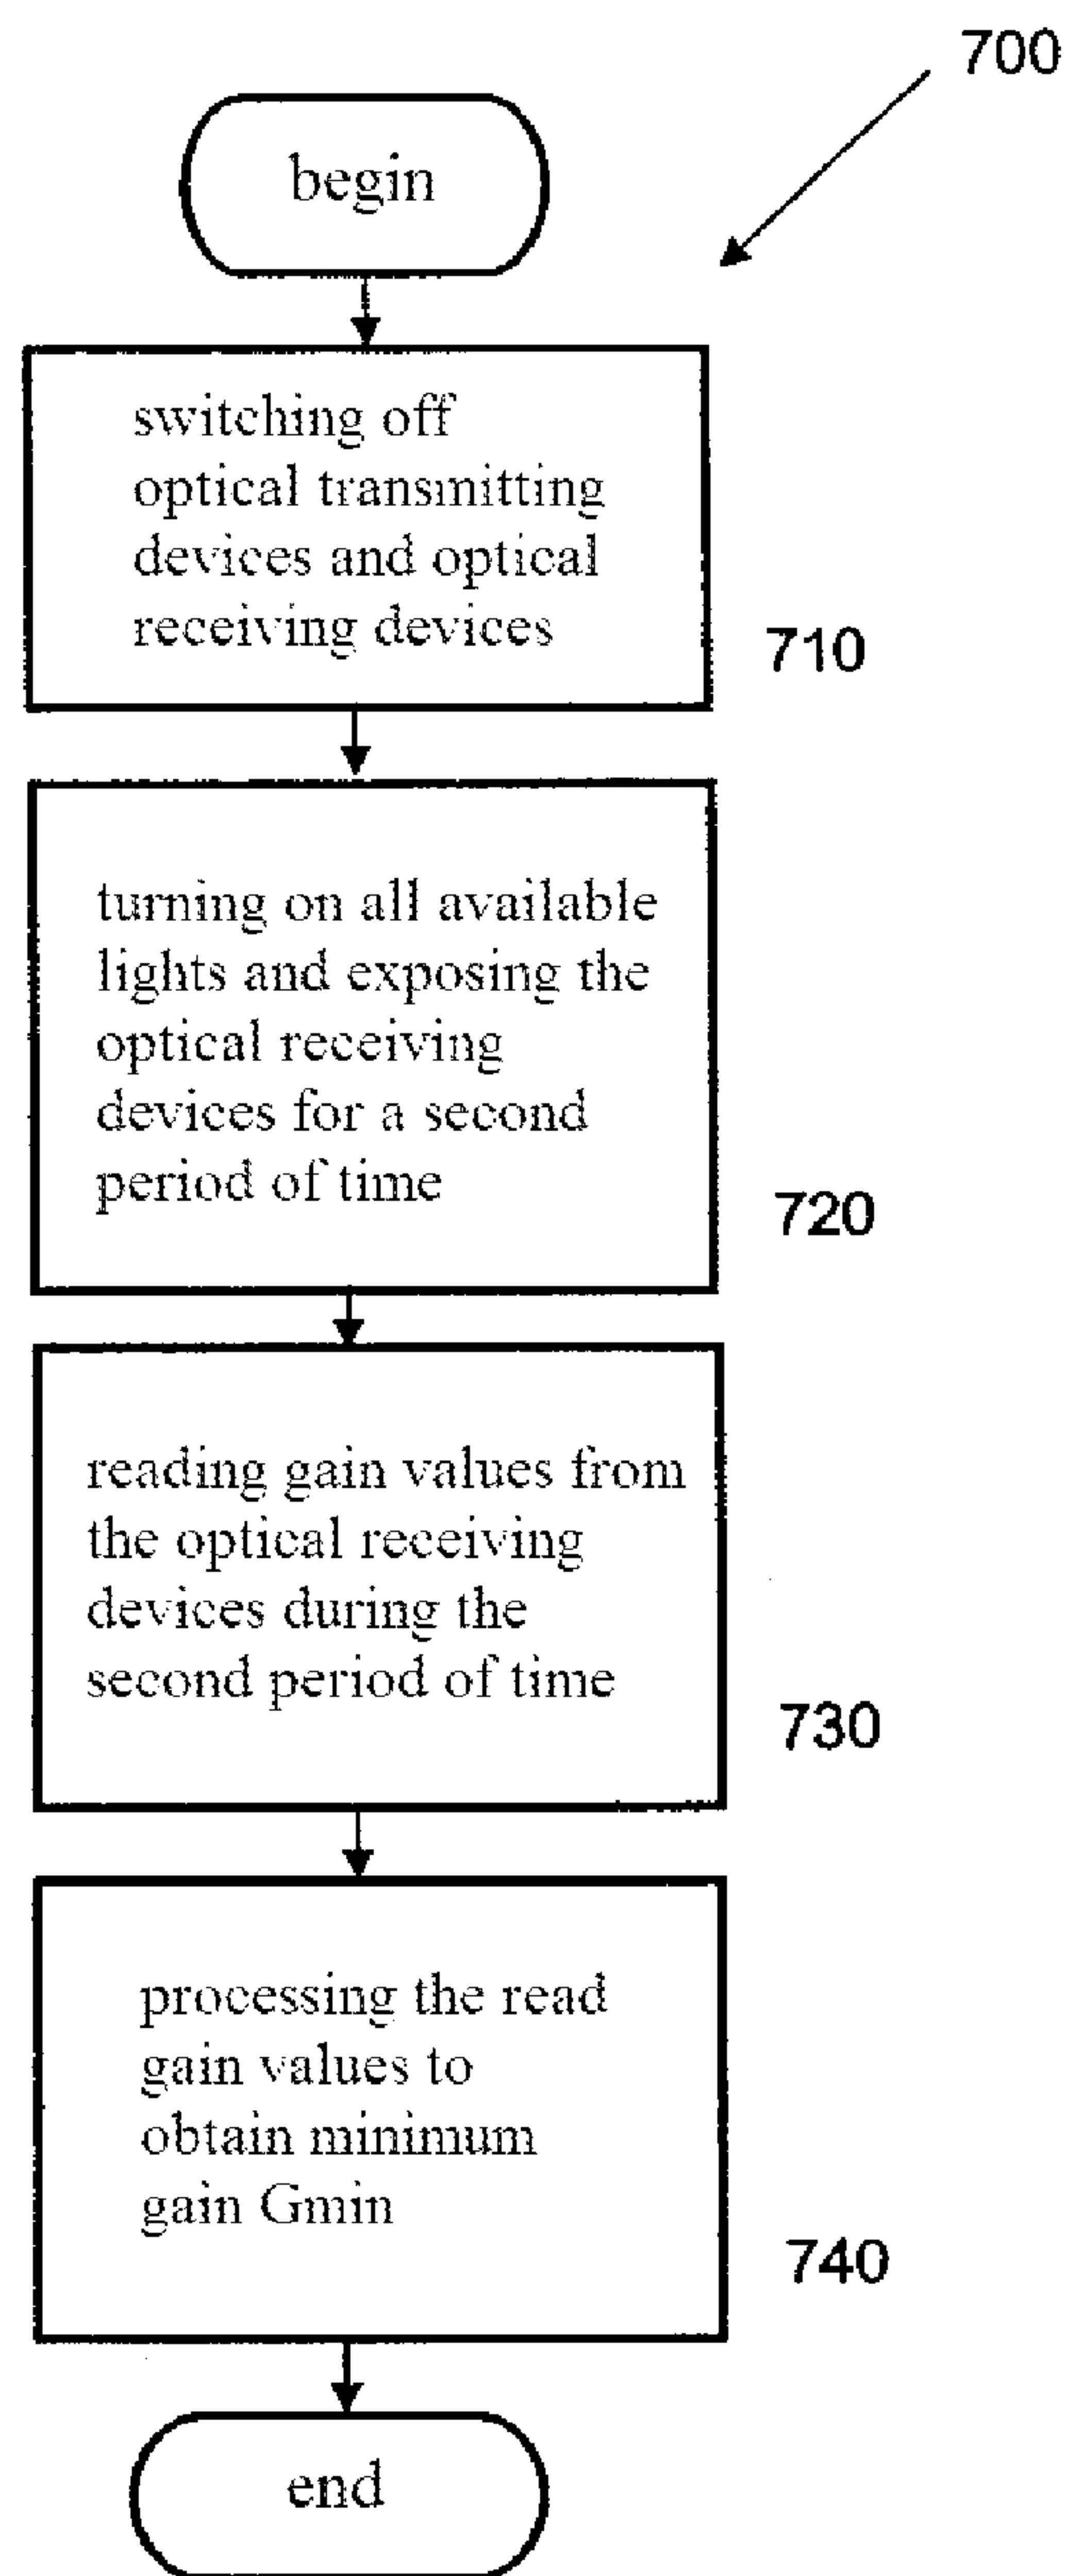 700
begin
switching off
optical transmitting
devices and optical
receiving devices
710
turning on all available
lights and exposing the
optical receiving
devices for a second
period of time
720
reading gain values from
the optical receiving
devices during the
second period of time
730
processing the read
gain values to
obtain minimum
gain Gmin
740
end